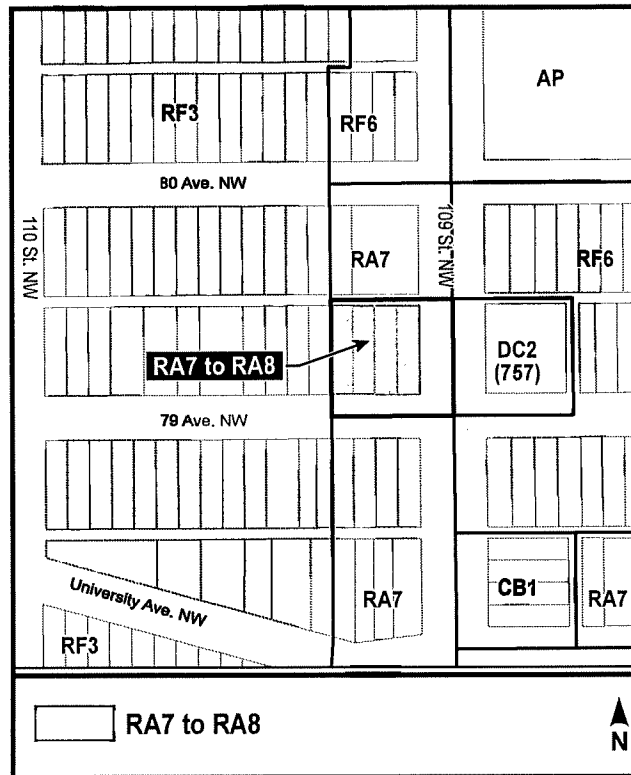 AP
RF3
RF6
80 Ave. NW
110 St. NW
109 St. NW
RA7
RF6
RA7 to RA8
DC2
(757)
79 Ave. NW
University Ave. NW
RA7
CB1
RA7
RF3
RA7 to RA8
N